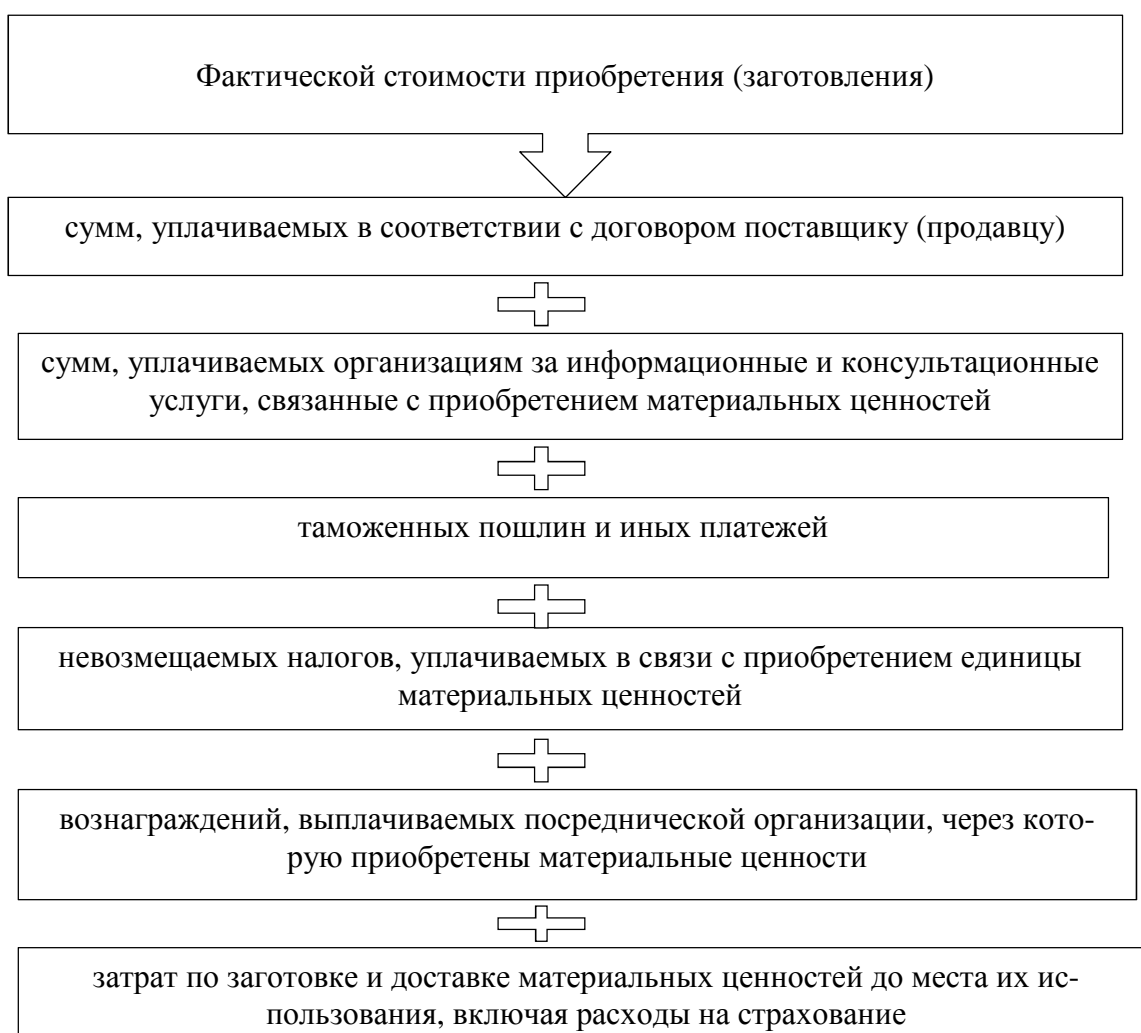 Фактической стоимости приобретения (заготовления)
сумм, уплачиваемых в соответствии с договором поставщику (продавцу)
сумм, уплачиваемых организациям за информационные и консультационные
услуги, связанные с приобретением материальных ценностей
таможенных пошлин и иных платежей
невозмещаемых налогов, уплачиваемых в связи с приобретением единицы
материальных ценностей
вознаграждений, выплачиваемых посреднической организации, через кото-
рую приобретены материальные ценности
затрат по заготовке и доставке материальных ценностей до места их ис-
пользования, включая расходы на страхование